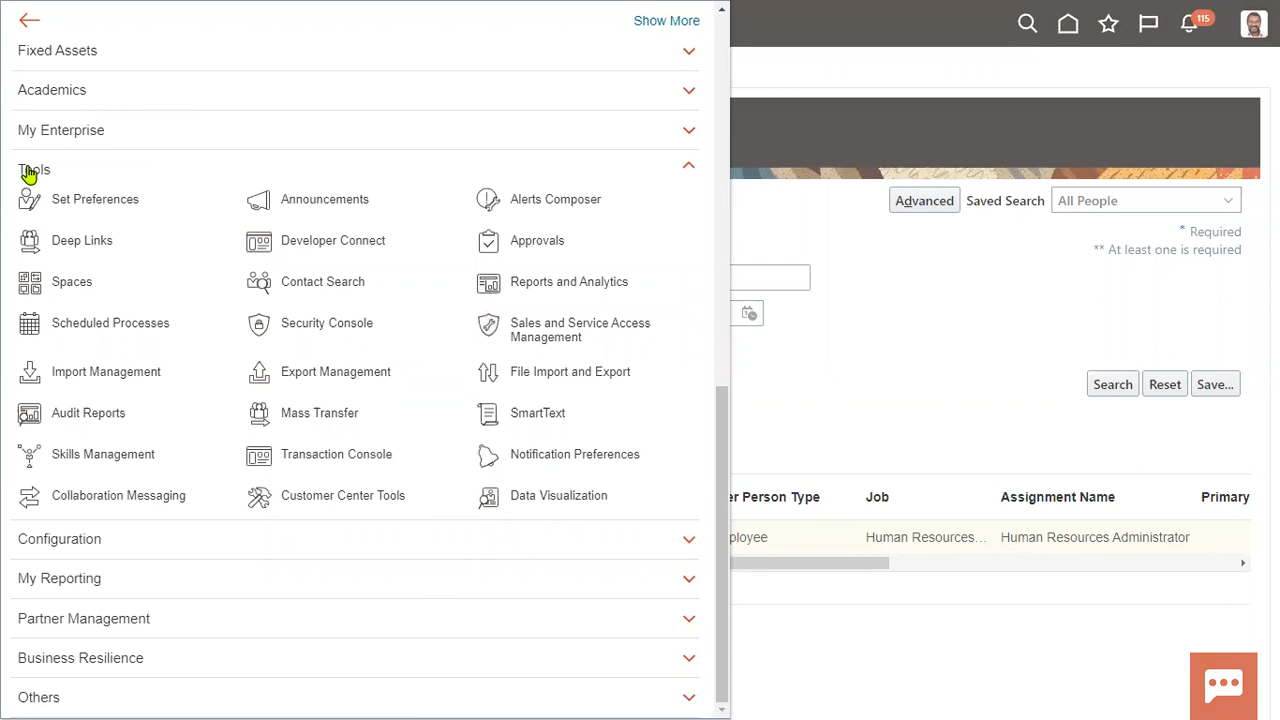 Show More
115
Fixed Assets
Academics
My Enterprise
Tools
Set Preferences
Announcements
Alerts Composer
Deep Links
Developer Connect
Approvals
Spaces
Contact Search
Reports and Analytics
Scheduled Processes
Security Console
Sales and Service Access
Management
Import Management
Export Management
File Import and Export
Audit Reports
Mass Transfer
SmartText
Skills Management
Transaction Console
Notification Preferences
Collaboration Messaging
Customer Center Tools
Data Visualization
Configuration
My Reporting
Partner Management
Business Resilience
Others
Advanced Saved Search All People
* Required
** At least one is required
Search Reset Save...
er Person Type Job Assignment Name Primary
ployee Human Resources... Human Resources Administrator